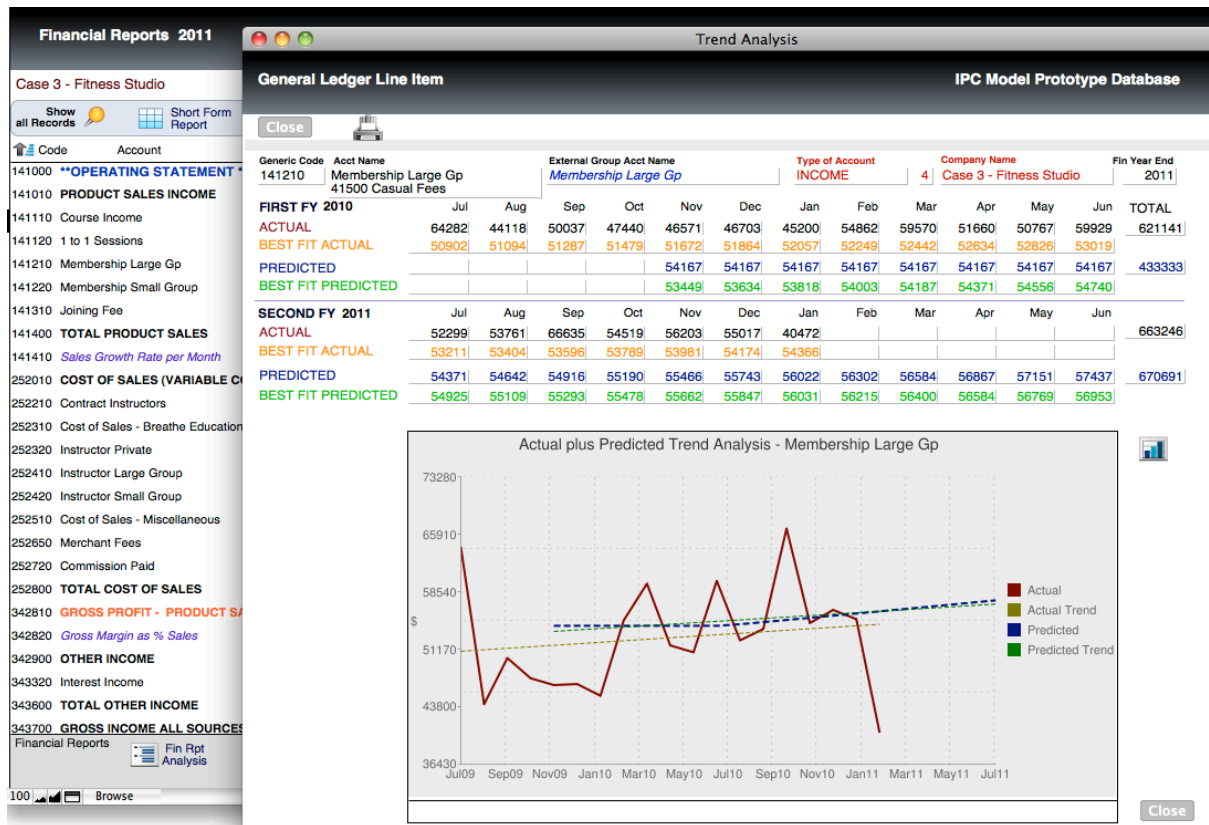 Financial Reports 2011
Case 3 - Fitness Studio
Show all Records
Short Form Report
Code Account
141000 **OPERATING STATEMENT *
141010 PRODUCT SALES INCOME
141110 Course Income
141120 1 to 1 Sessions
141210 Membership Large Gp
141220 Membership Small Group
141310 Joining Fee
141400 TOTAL PRODUCT SALES
141410 Sales Growth Rate per Month
252010 COST OF SALES (VARIABLE CO
252210 Contract Instructors
252310 Cost of Sales - Breathe Education
252320 Instructor Private
252410 Instructor Large Group
252420 Instructor Small Group
252510 Cost of Sales - Miscellaneous
252650 Merchant Fees
252720 Commission Paid
252800 TOTAL COST OF SALES
342810 GROSS PROFIT - PRODUCT SA
342820 Gross Margin as % Sales
342900 OTHER INCOME
343320 Interest Income
343600 TOTAL OTHER INCOME
343700 GROSS INCOME ALL SOURCES
Financial Reports
Fin Rpt Analysis
100 Browse
Trend Analysis
General Ledger Line Item IPC Model Prototype Database
Close
Generic Code Acct Name External Group Acct Name Type of Account Company Name Fin Year End
141210 Membership Large Gp Membership Large Gp INCOME 4 Case 3 - Fitness Studio 2011
41500 Casual Fees
FIRST FY 2010 Jul Aug Sep Oct Nov Dec Jan Feb Mar Apr May Jun TOTAL
ACTUAL 64282 44118 50037 47440 46571 46703 45200 54862 59570 51660 50767 59929 621141
BEST FIT ACTUAL 50902 51094 51287 51479 51672 51864 52057 52249 52442 52634 52826 53019
PREDICTED 54167 54167 54167 54167 54167 54167 54167 54167 433333
BEST FIT PREDICTED 53449 53634 53818 54003 54187 54371 54556 54740
SECOND FY 2011 Jul Aug Sep Oct Nov Dec Jan Feb Mar Apr May Jun
ACTUAL 52299 53761 66635 54519 56203 55017 40472 663246
BEST FIT ACTUAL 53211 53404 53596 53789 53981 54174 54366
PREDICTED 54371 54642 54916 55190 55466 55743 56022 56302 56584 56867 57151 57437 670691
BEST FIT PREDICTED 54925 55109 55293 55478 55662 55847 56031 56215 56400 56584 56769 56953
Actual plus Predicted Trend Analysis - Membership Large Gp
73280
65910
58540
$
51170
43800
36430
Jul09 Sep09 Nov09 Jan10 Mar10 May10 Jul10 Sep10 Nov10 Jan11 Mar11 May11 Jul11
Actual
Actual Trend
Predicted
Predicted Trend
Close